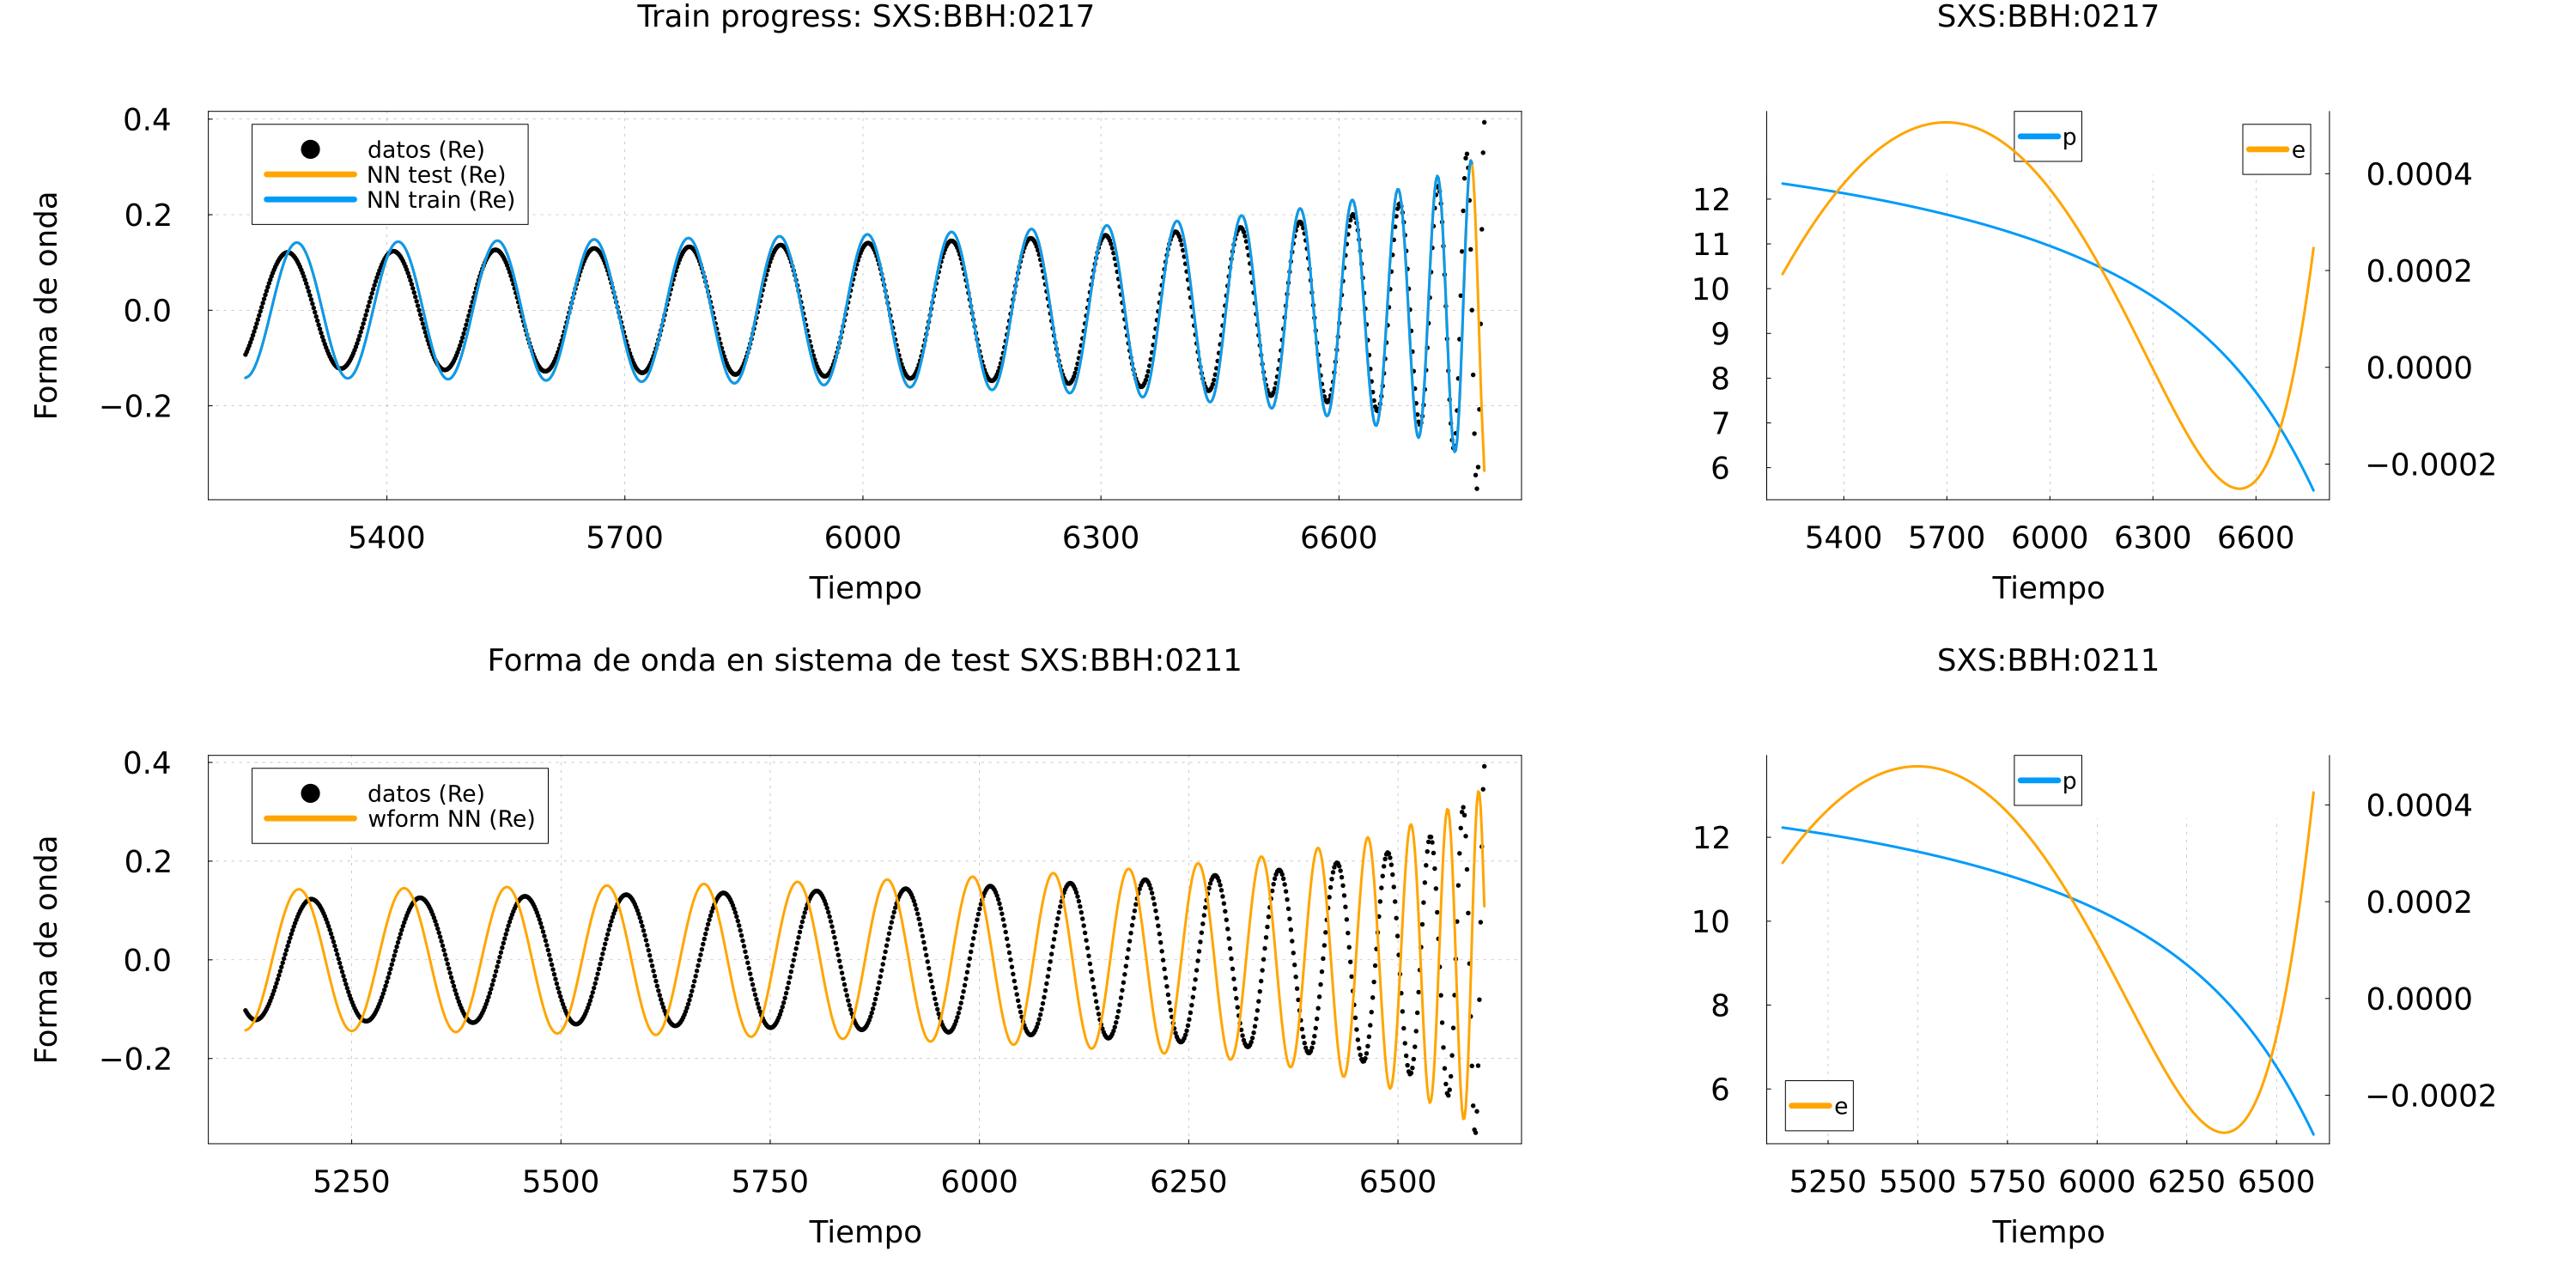 Train progress: SXS:BBH:0217
Forma de onda
0.4
0.2
0.0
−0.2
datos (Re)
NN test (Re)
NN train (Re)
5400 5700 6000 6300 6600
Tiempo
SXS:BBH:0217
12
11
10
9
8
7
6
p
e
0.0004
0.0002
0.0000
−0.0002
5400 5700 6000 6300 6600
Tiempo
Forma de onda en sistema de test SXS:BBH:0211
Forma de onda
0.4
0.2
0.0
−0.2
datos (Re)
wform NN (Re)
5250 5500 5750 6000 6250 6500
Tiempo
SXS:BBH:0211
12
10
8
6
p
e
0.0004
0.0002
0.0000
−0.0002
5250 5500 5750 6000 6250 6500
Tiempo